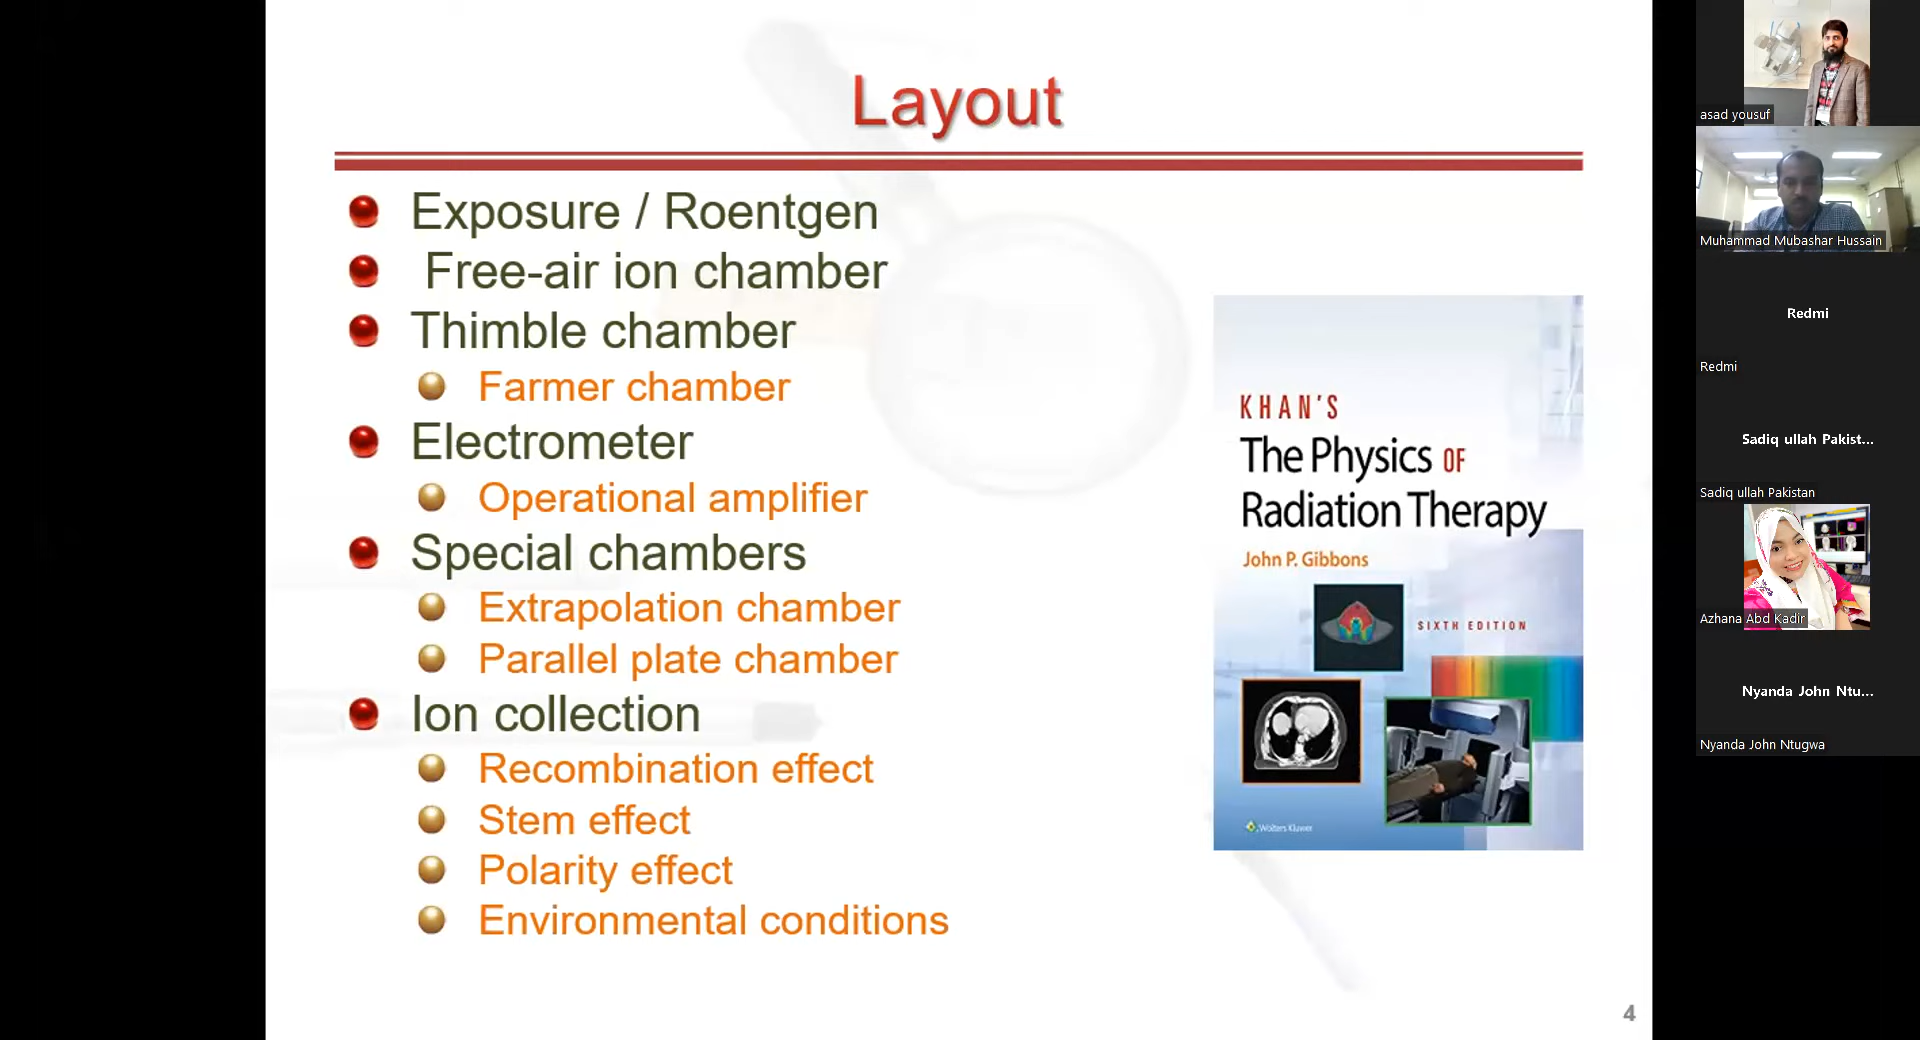 Layout
Exposure / Roentgen
Free-air ion chamber
Thimble chamber
Farmer chamber
Electrometer
Operational amplifier
Special chambers
Extrapolation chamber
Parallel plate chamber
Ion collection
Recombination effect
Stem effect
Polarity effect
Environmental conditions
KHAN'S
The Physics OF
Radiation Therapy
John P. Gibbons
SIXTH EDITION
Wolters Kluwer
4
asad yousuf
Muhammad Mubashar Hussain
Redmi
Redmi
Sadiq ullah Pakist...
Sadiq ullah Pakistan
Azhana Abd Kadir
Nyanda John Ntu...
Nyanda John Ntugwa